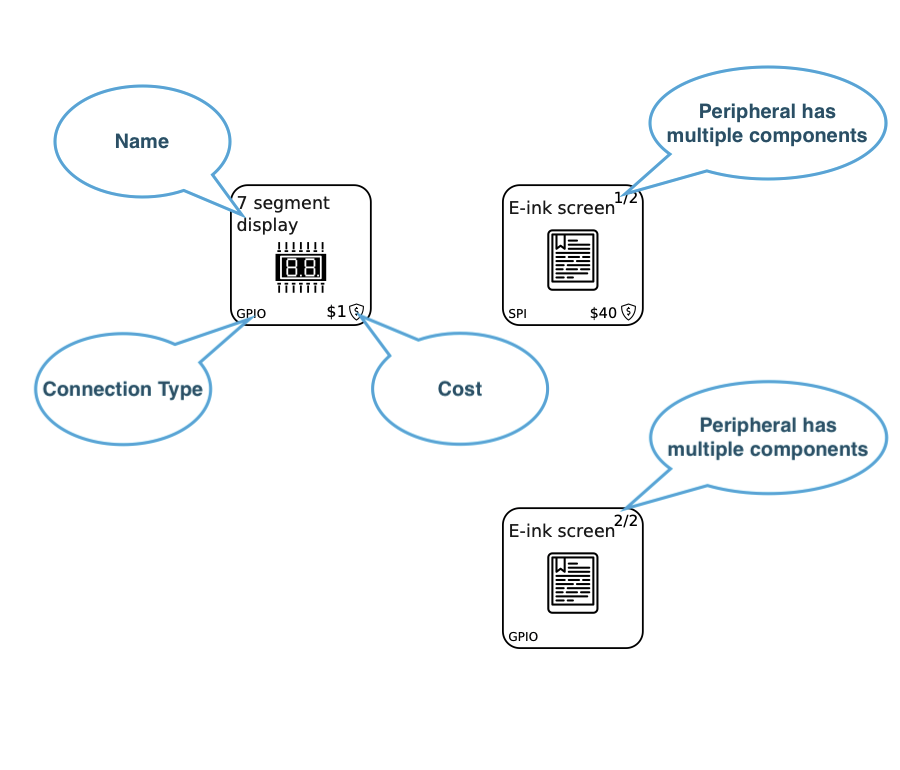 Name
7 segment
display
GPIO
$1
Connection Type
Cost
Peripheral has
multiple components
1/2
E-ink screen
SPI
$40
Peripheral has
multiple components
2/2
E-ink screen
GPIO